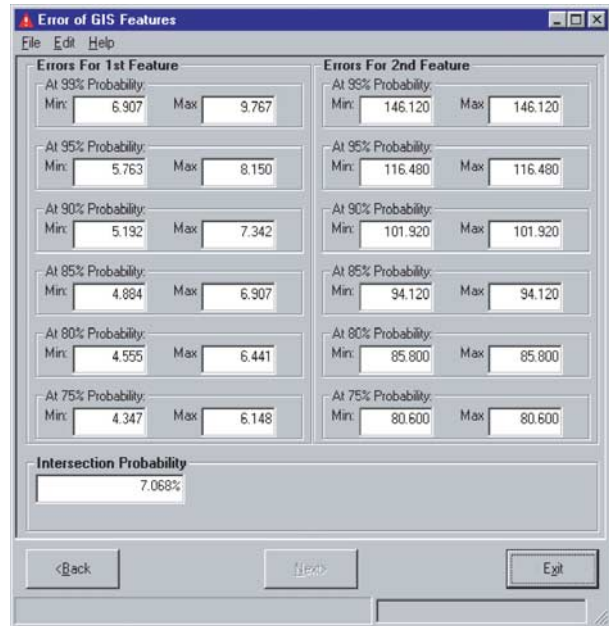 Error of GIS Features
File Edit Help
Errors For 1st Feature
At 99% Probability:
Min: 6.907 Max 9.767
At 95% Probability:
Min: 5.763 Max 8.150
At 90% Probability:
Min: 5.192 Max 7.342
At 85% Probability:
Min: 4.884 Max 6.907
At 80% Probability:
Min: 4.555 Max 6.441
At 75% Probability:
Min: 4.347 Max 6.148
Errors For 2nd Feature
At 99% Probability:
Min: 146.120 Max 146.120
At 95% Probability:
Min: 116.480 Max 116.480
At 90% Probability:
Min: 101.920 Max 101.920
At 85% Probability:
Min: 94.120 Max 94.120
At 80% Probability:
Min: 85.800 Max 85.800
At 75% Probability:
Min: 80.600 Max 80.600
Intersection Probability
7.068%
<Back Next> Exit